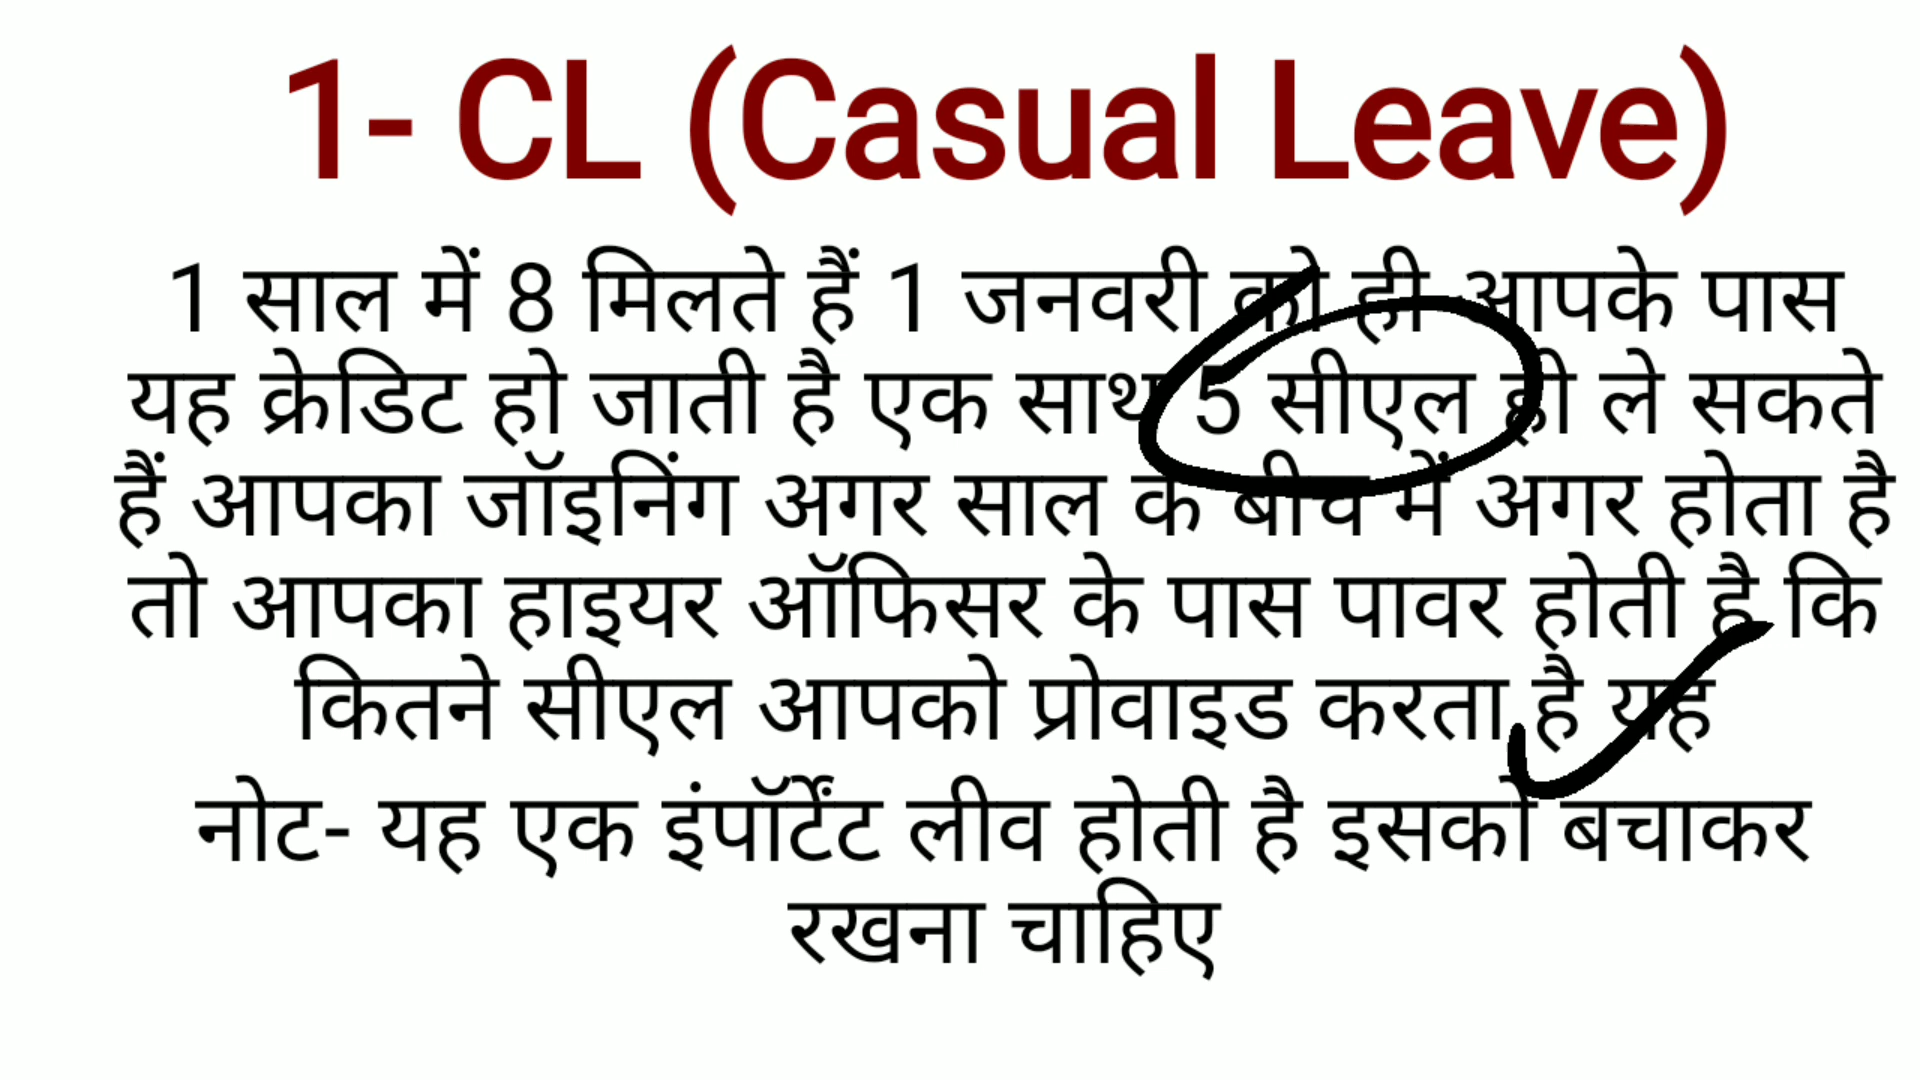 1- CL (Casual Leave)
1 साल में 8 मिलते हैं 1 जनवरी को ही आपके पास
यह क्रेडिट हो जाती है एक साथ 5 सीएल ही ले सकते
हैं आपका जॉइनिंग अगर साल के बीच में अगर होता है
तो आपका हाइयर ऑफिसर के पास पावर होती है कि
कितने सीएल आपको प्रोवाइड करता है यह
नोट- यह एक इंपॉर्टेंट लीव होती है इसको बचाकर
रखना चाहिए